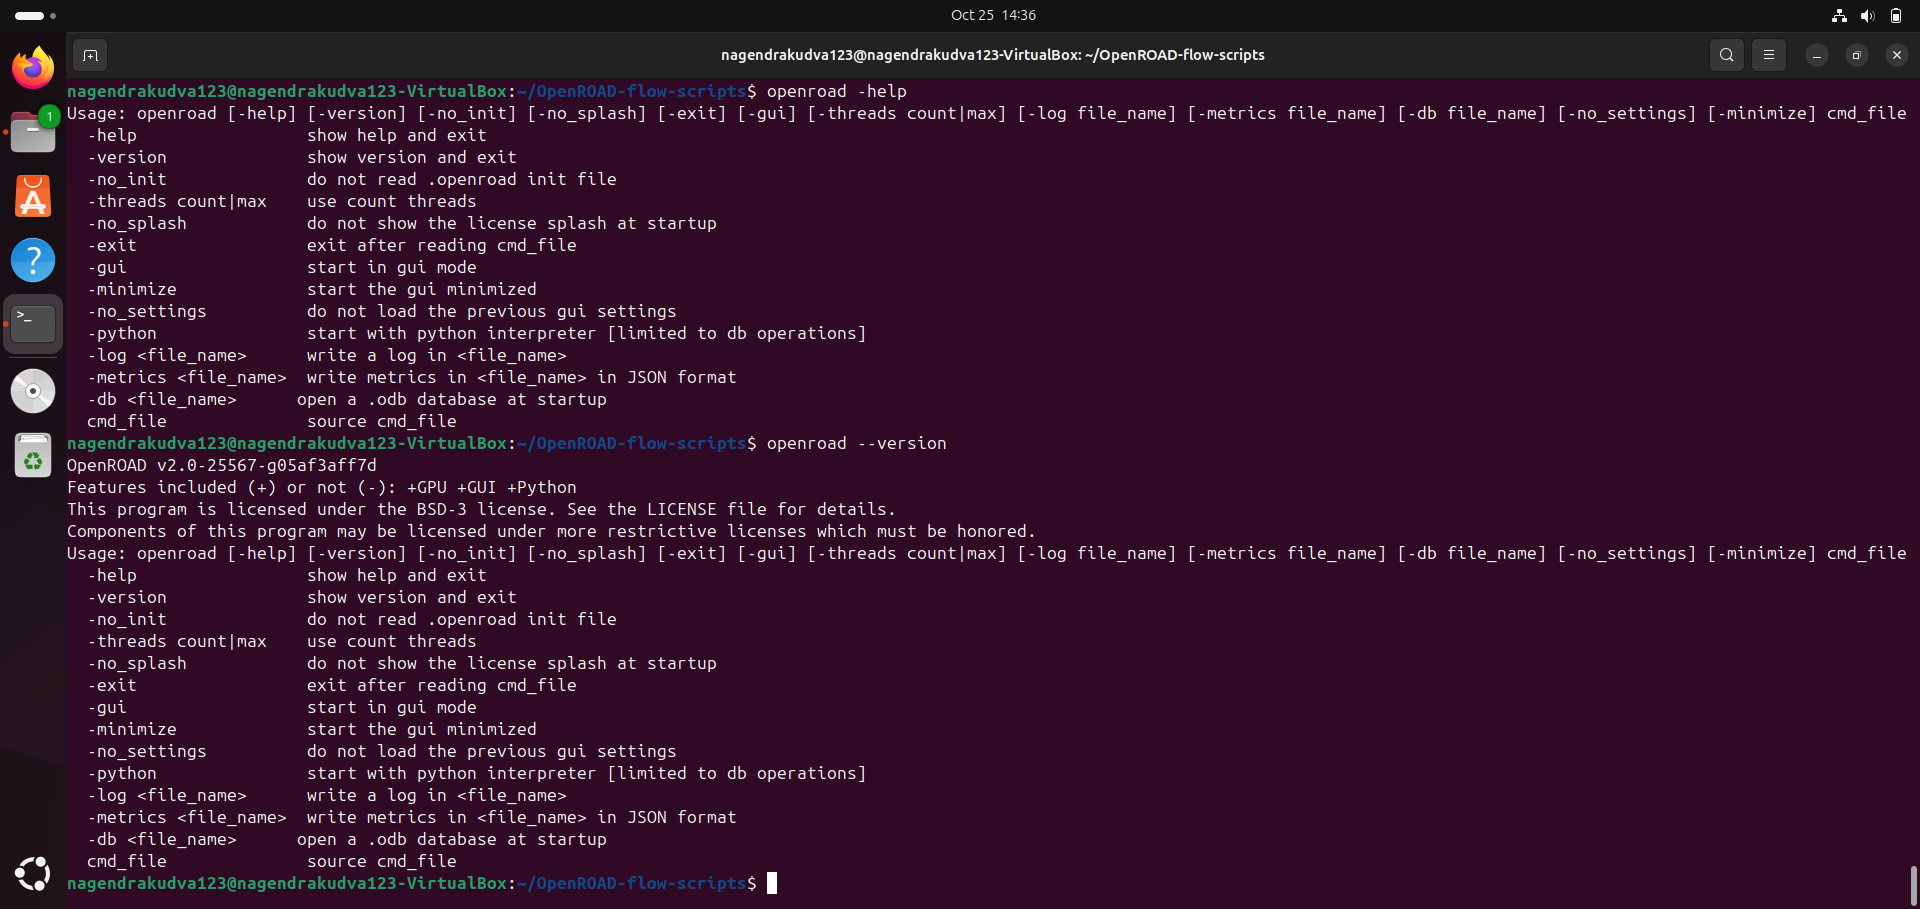 Oct 25 14:36
nagendrakudva123@nagendrakudva123-VirtualBox: ~/OpenROAD-flow-scripts
1
nagendrakudva123@nagendrakudva123-VirtualBox:~/OpenROAD-flow-scripts$ openroad -help
Usage: openroad [-help] [-version] [-no_init] [-no_splash] [-exit] [-gui] [-threads count|max] [-log file_name] [-metrics file_name] [-db file_name] [-no_settings] [-minimize] cmd_file
  -help                 show help and exit
  -version              show version and exit
  -no_init              do not read .openroad init file
  -threads count|max    use count threads
  -no_splash            do not show the license splash at startup
  -exit                 exit after reading cmd_file
  -gui                  start in gui mode
  -minimize             start the gui minimized
  -no_settings          do not load the previous gui settings
  -python               start with python interpreter [limited to db operations]
  -log <file_name>      write a log in <file_name>
  -metrics <file_name>  write metrics in <file_name> in JSON format
  -db <file_name>      open a .odb database at startup
  cmd_file              source cmd_file
nagendrakudva123@nagendrakudva123-VirtualBox:~/OpenROAD-flow-scripts$ openroad --version
OpenROAD v2.0-25567-g05af3aff7d
Features included (+) or not (-): +GPU +GUI +Python
This program is licensed under the BSD-3 license. See the LICENSE file for details.
Components of this program may be licensed under more restrictive licenses which must be honored.
Usage: openroad [-help] [-version] [-no_init] [-no_splash] [-exit] [-gui] [-threads count|max] [-log file_name] [-metrics file_name] [-db file_name] [-no_settings] [-minimize] cmd_file
  -help                 show help and exit
  -version              show version and exit
  -no_init              do not read .openroad init file
  -threads count|max    use count threads
  -no_splash            do not show the license splash at startup
  -exit                 exit after reading cmd_file
  -gui                  start in gui mode
  -minimize             start the gui minimized
  -no_settings          do not load the previous gui settings
  -python               start with python interpreter [limited to db operations]
  -log <file_name>      write a log in <file_name>
  -metrics <file_name>  write metrics in <file_name> in JSON format
  -db <file_name>      open a .odb database at startup
  cmd_file              source cmd_file
nagendrakudva123@nagendrakudva123-VirtualBox:~/OpenROAD-flow-scripts$